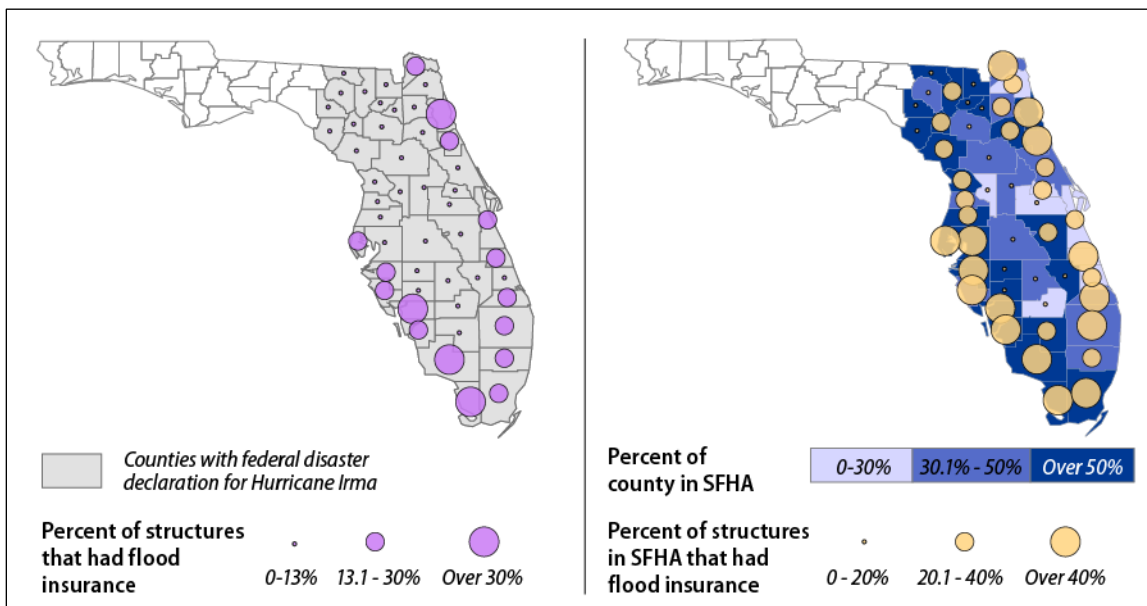 Counties with federal disaster
declaration for Hurricane Irma
Percent of structures
that had flood
insurance
0-13%
13.1 - 30%
Over 30%
Percent of
county in SFHA
0-30%
30.1% - 50%
Over 50%
Percent of structures
in SFHA that had
flood insurance
0 - 20%
20.1 - 40%
Over 40%